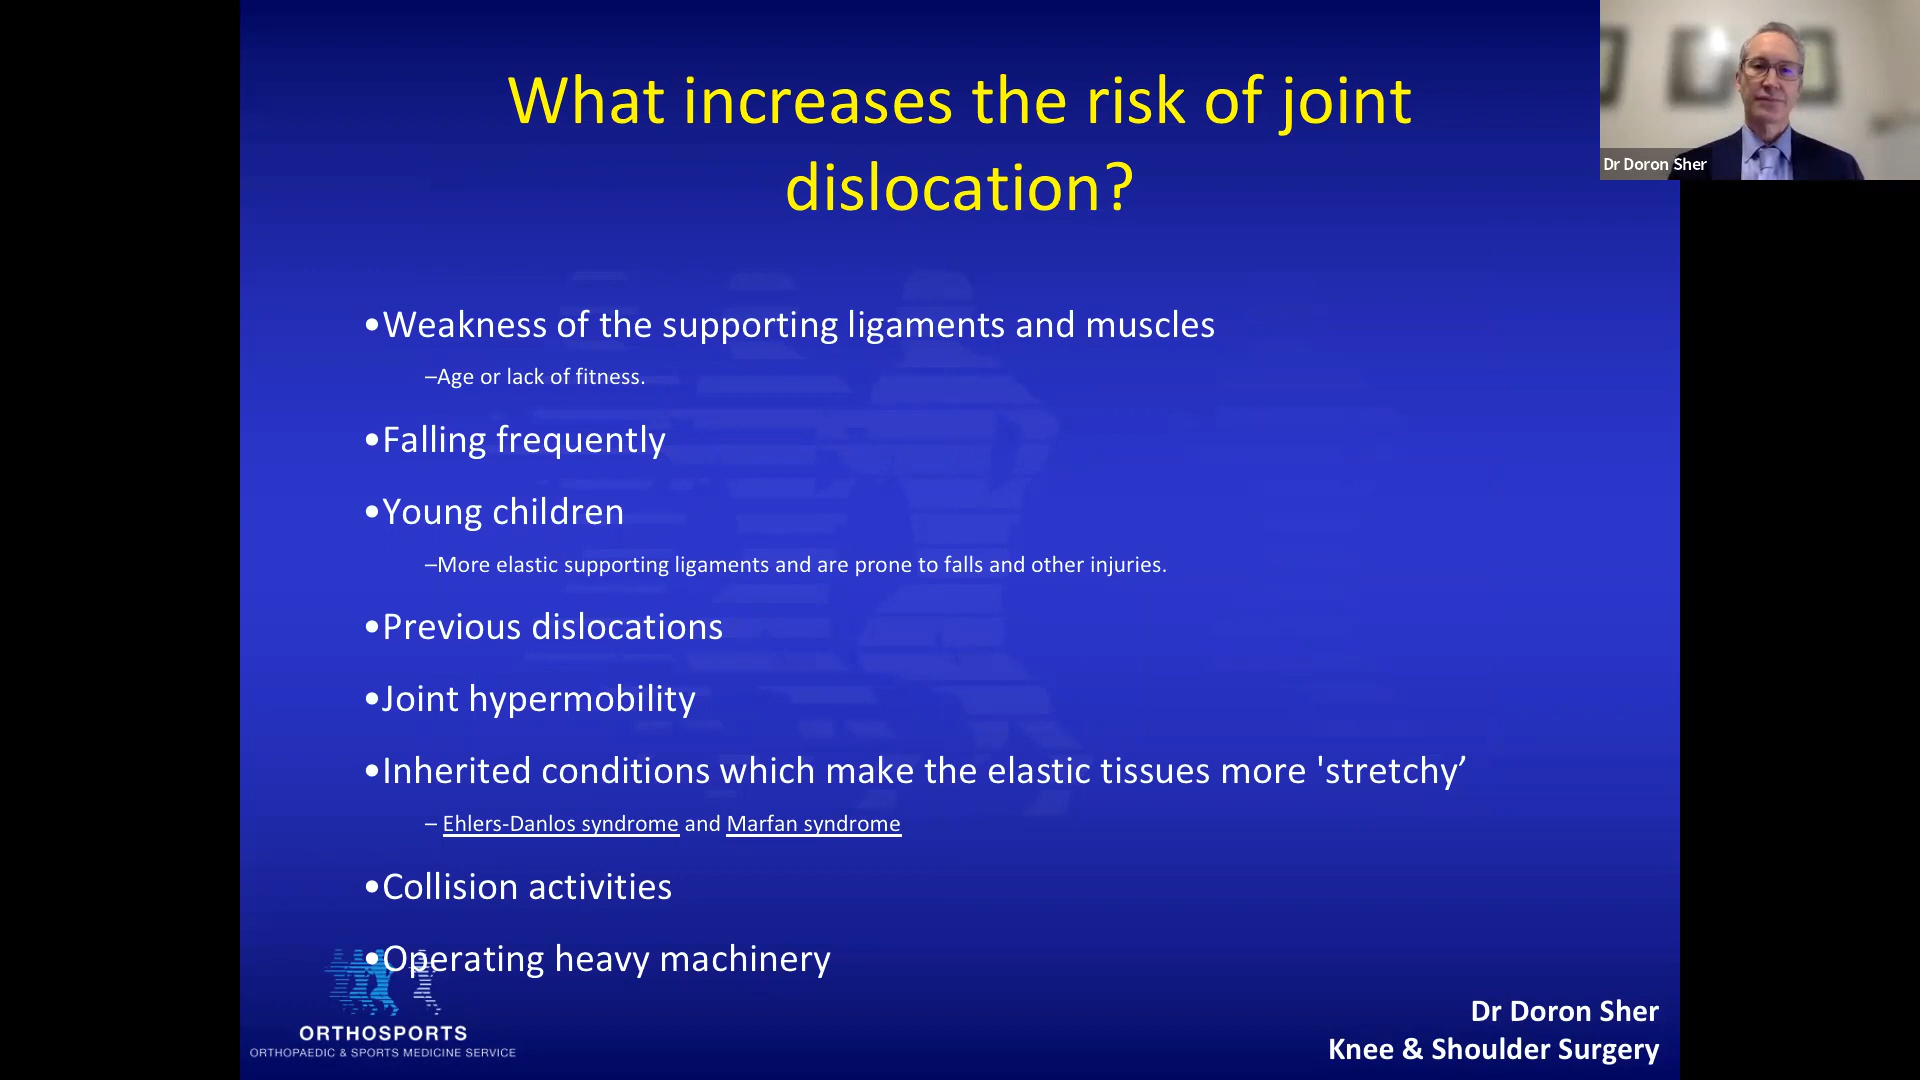 What increases the risk of joint
dislocation?
Dr Doron Sher
•Weakness of the supporting ligaments and muscles
–Age or lack of fitness.
•Falling frequently
•Young children
–More elastic supporting ligaments and are prone to falls and other injuries.
•Previous dislocations
•Joint hypermobility
•Inherited conditions which make the elastic tissues more 'stretchy’
– Ehlers-Danlos syndrome and Marfan syndrome
•Collision activities
•Operating heavy machinery
ORTHOSPORTS
ORTHOPAEDIC & SPORTS MEDICINE SERVICE
Dr Doron Sher
Knee & Shoulder Surgery